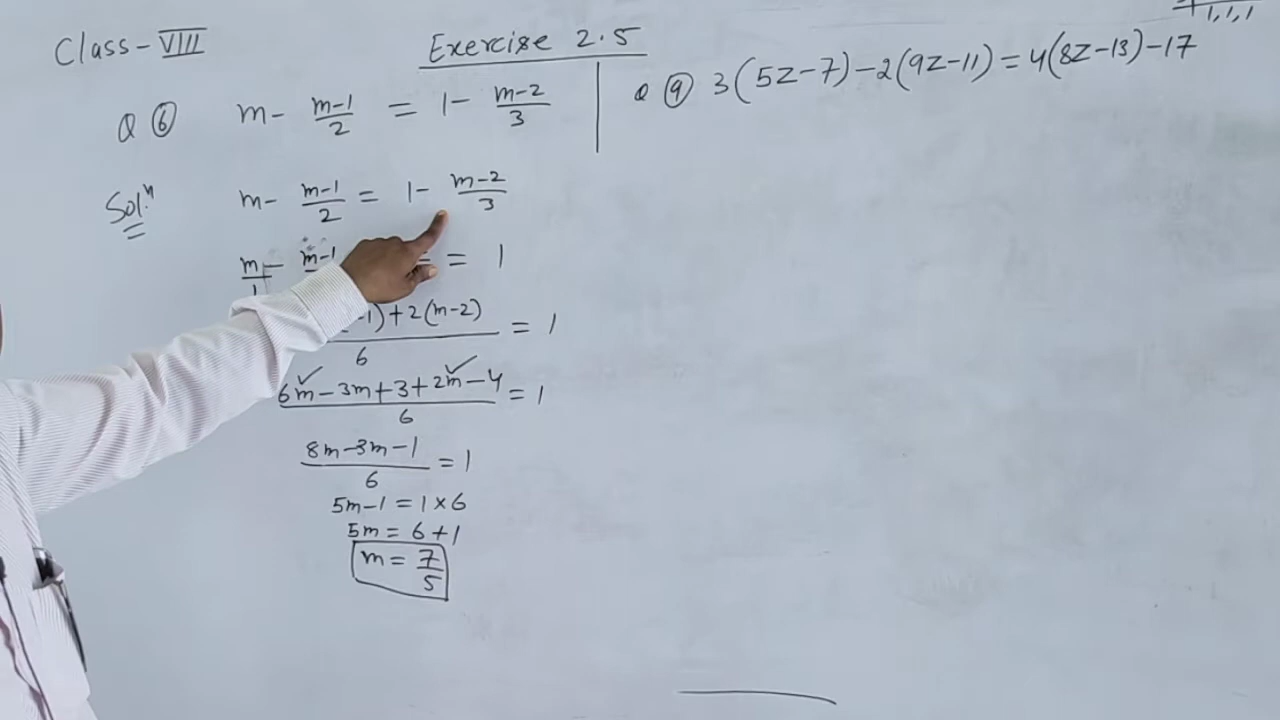 1, 1, 1
Class - VIII
Exercise 2.5
Q 6 m - (m-1)/2 = 1 - (m-2)/3
Q 9 3(5z-7)-2(9z-11)=4(8z-13)-17
Sol.ⁿ m - (m-1)/2 = 1 - (m-2)/3
m/1 - m-1 = 1
-1)+2(m-2) / 6 = 1
(6m-3m+3+2m-4)/6 = 1
(8m-3m-1)/6 = 1
5m-1 = 1×6
5m = 6+1
m = 7/5